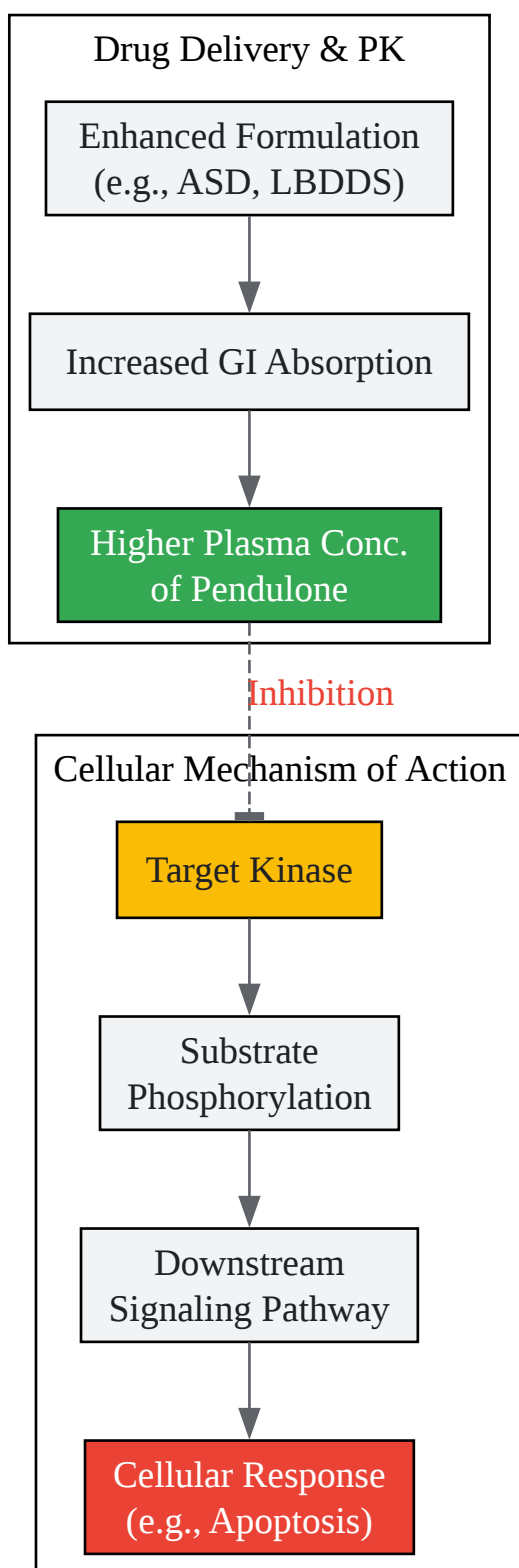 Drug Delivery & PK
Enhanced Formulation
(e.g., ASD, LBDDS)
Increased GI Absorption
Higher Plasma Conc.
of Pendulone
Inhibition
Cellular Mechanism of Action
Target Kinase
Substrate
Phosphorylation
Downstream
Signaling Pathway
Cellular Response
(e.g., Apoptosis)